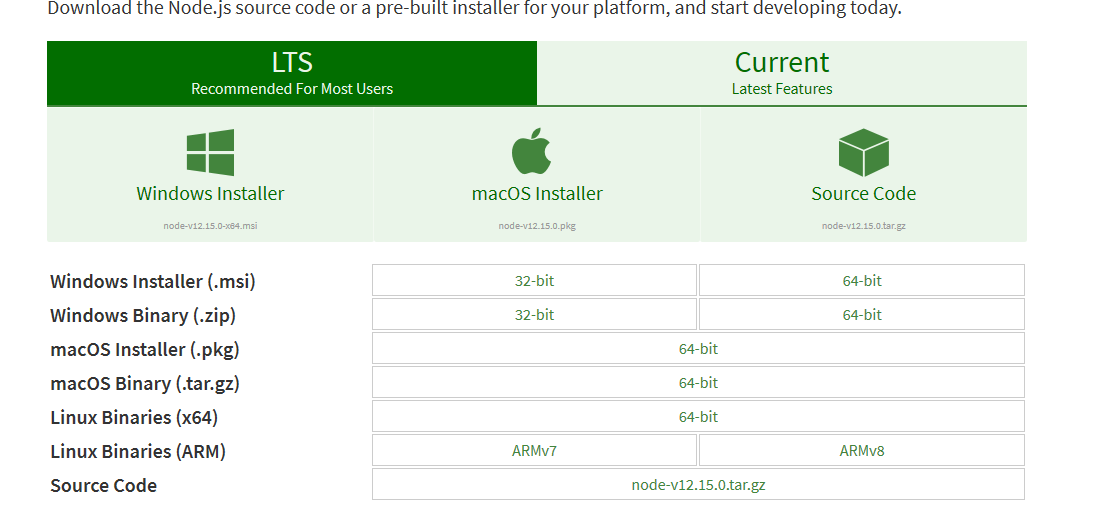 Download the Node.js source code or a pre-built installer for your platform, and start developing today.
LTS
Recommended For Most Users
Current
Latest Features
Windows Installer
node-v12.15.0-x64.msi
macOS Installer
node-v12.15.0.pkg
Source Code
node-v12.15.0.tar.gz
Windows Installer (.msi) 32-bit 64-bit
Windows Binary (.zip) 32-bit 64-bit
macOS Installer (.pkg) 64-bit
macOS Binary (.tar.gz) 64-bit
Linux Binaries (x64) 64-bit
Linux Binaries (ARM) ARMv7 ARMv8
Source Code node-v12.15.0.tar.gz